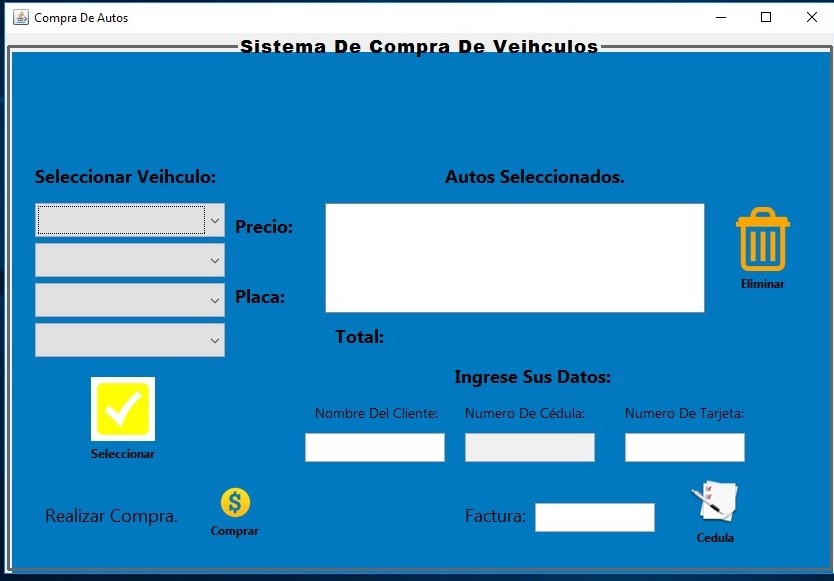 Compra De Autos
Sistema De Compra De Veihculos
Seleccionar Veihculo:
Autos Seleccionados.
Precio:
Placa:
Eliminar
Total:
Ingrese Sus Datos:
Nombre Del Cliente:
Numero De Cédula:
Numero De Tarjeta:
Seleccionar
Realizar Compra.
$
Comprar
Factura:
Cedula